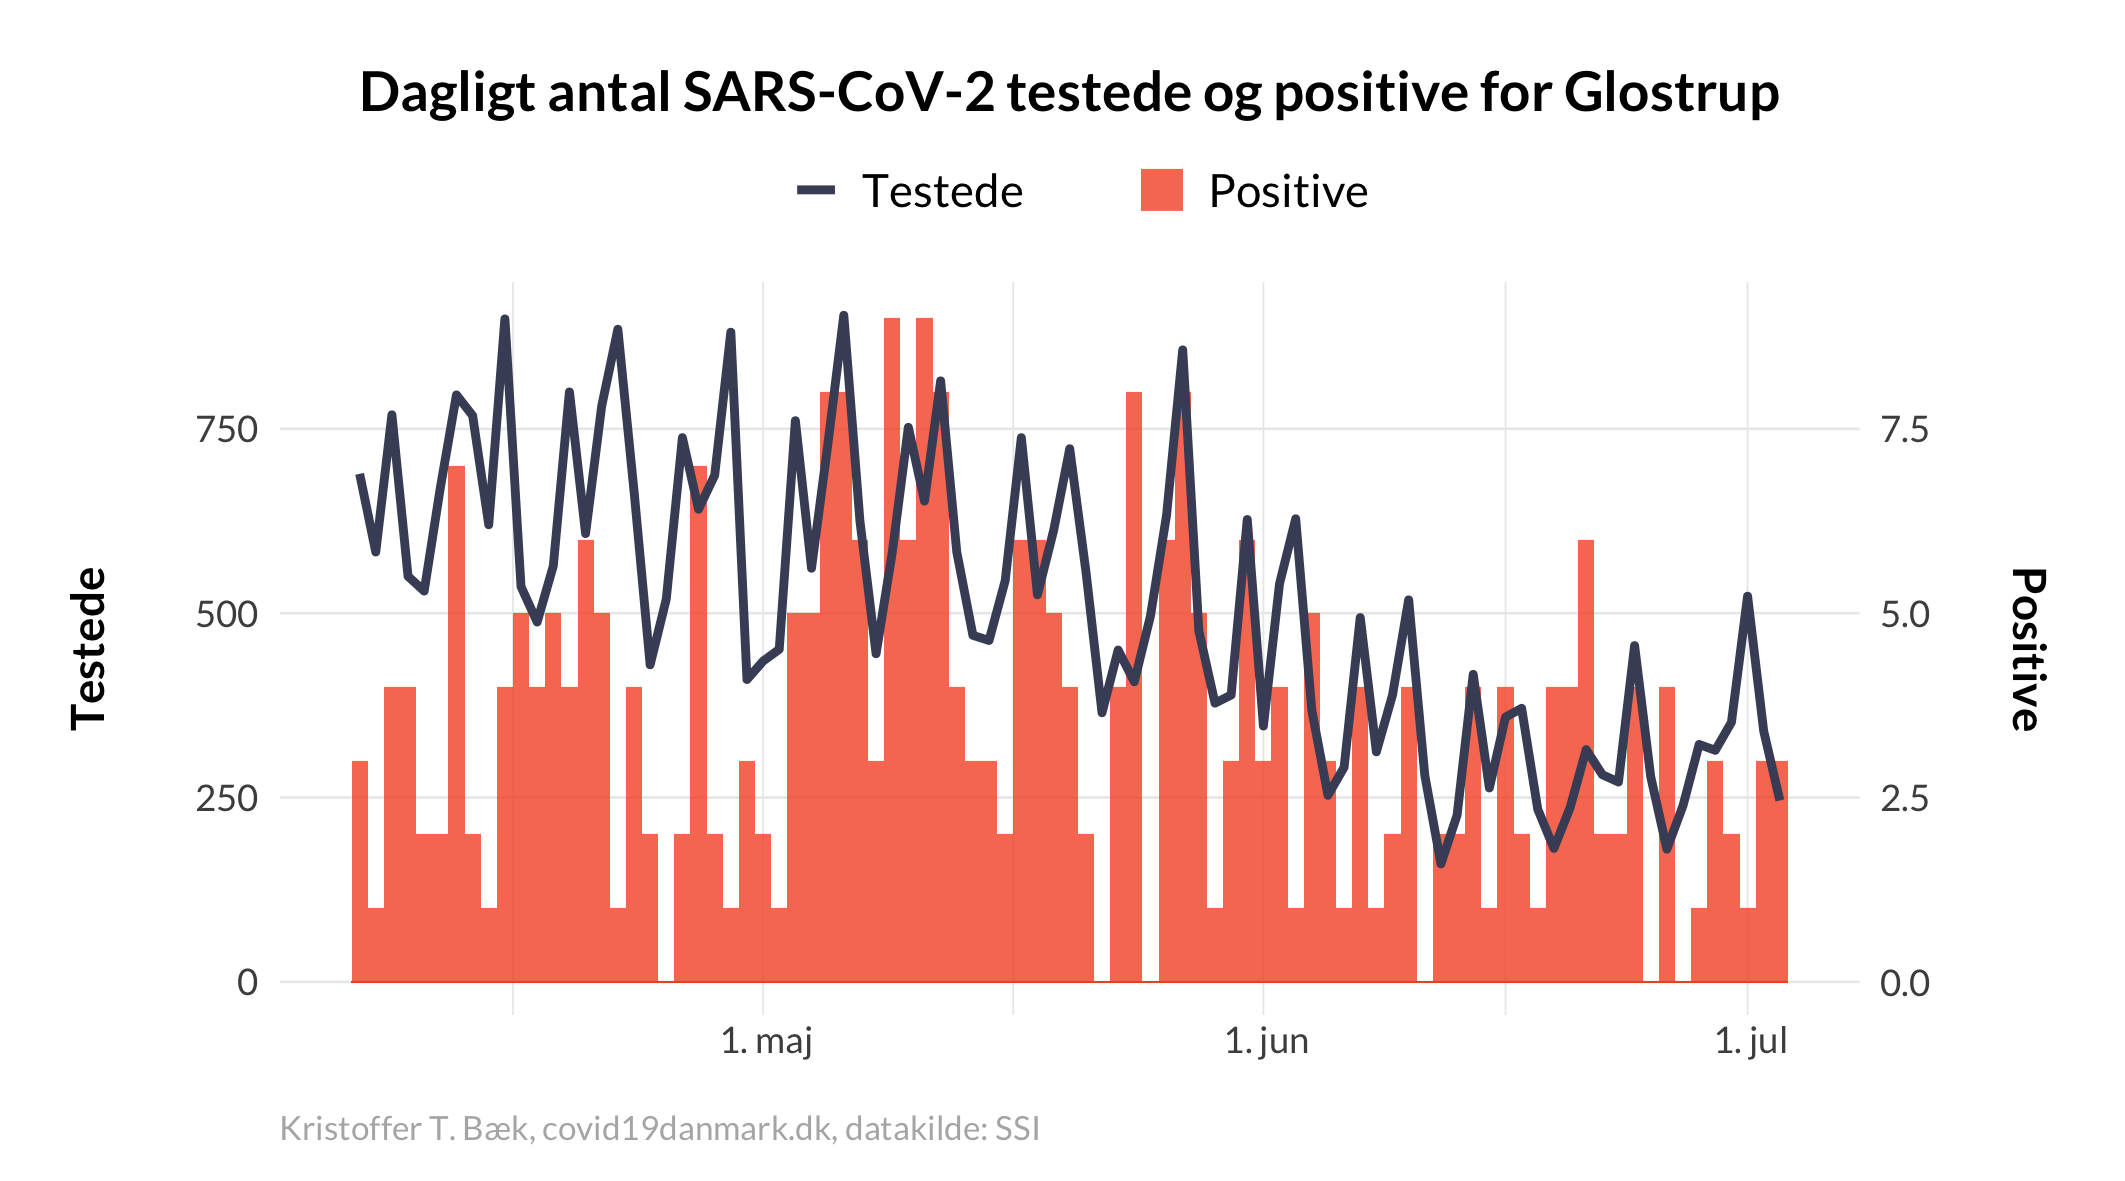 Dagligt antal SARS-CoV-2 testede og positive for Glostrup
Testede
Positive
750
500
250
0
7.5
5.0
2.5
0.0
Testede
Positive
1. maj
1. jun
1. jul
Kristoffer T. Bæk, covid19danmark.dk, datakilde: SSI